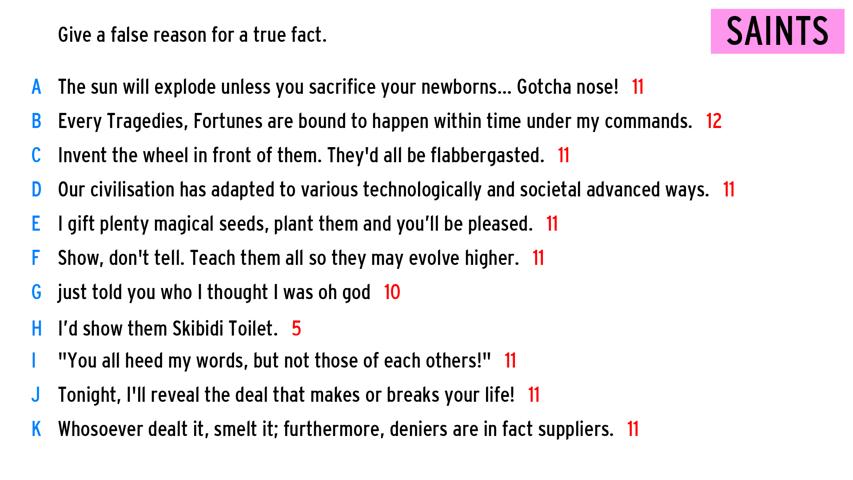 Give a false reason for a true fact.
SAINTS
A The sun will explode unless you sacrifice your newborns... Gotcha nose! 11
B Every Tragedies, Fortunes are bound to happen within time under my commands. 12
C Invent the wheel in front of them. They'd all be flabbergasted. 11
D Our civilisation has adapted to various technologically and societal advanced ways. 11
E I gift plenty magical seeds, plant them and you’ll be pleased. 11
F Show, don't tell. Teach them all so they may evolve higher. 11
G just told you who I thought I was oh god 10
H I’d show them Skibidi Toilet. 5
I "You all heed my words, but not those of each others!" 11
J Tonight, I'll reveal the deal that makes or breaks your life! 11
K Whosoever dealt it, smelt it; furthermore, deniers are in fact suppliers. 11